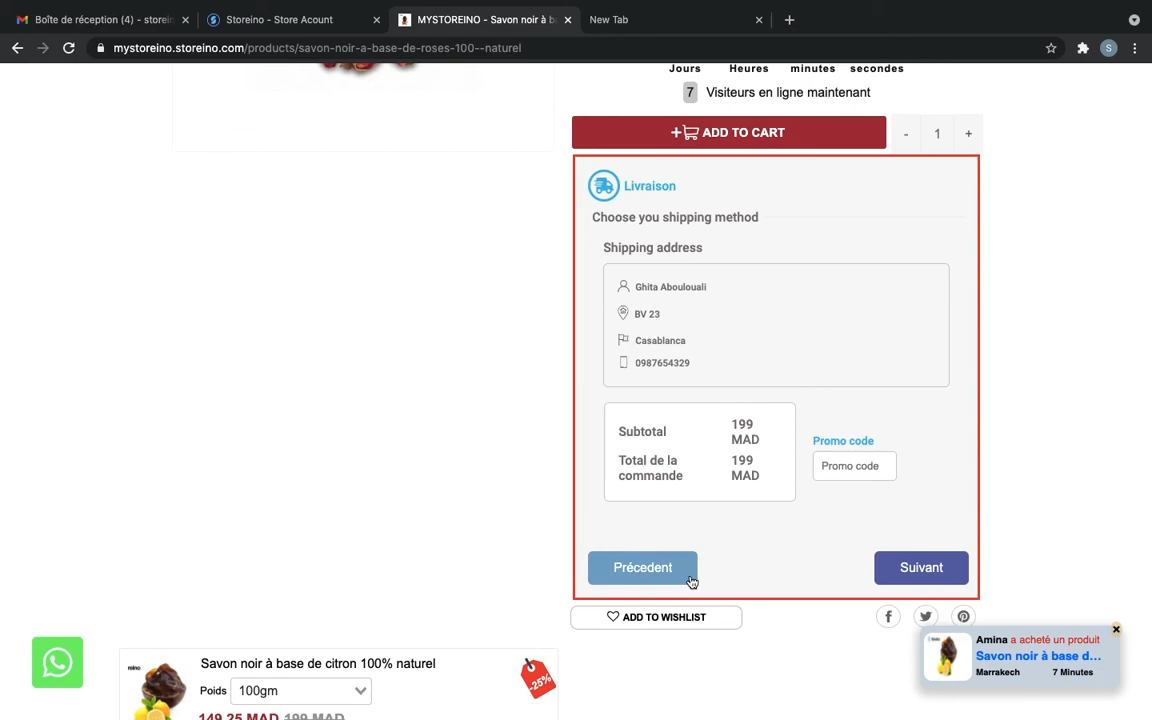 Boîte de réception (4) - storein
Storeino - Store Acount
MYSTOREINO - Savon noir à b
New Tab
mystoreino.storeino.com/products/savon-noir-a-base-de-roses-100--naturel
S
Jours Heures minutes secondes
7 Visiteurs en ligne maintenant
ADD TO CART
- 1 +
Livraison
Choose you shipping method
Shipping address
Ghita Aboulouali
BV 23
Casablanca
0987654329
Subtotal 199 MAD
Total de la commande 199 MAD
Promo code
Promo code
Précedent
Suivant
ADD TO WISHLIST
Savon noir à base de citron 100% naturel
Poids 100gm
-25%
149.25 MAD 199 MAD
reino
Amina a acheté un produit
Savon noir à base d...
Marrakech 7 Minutes